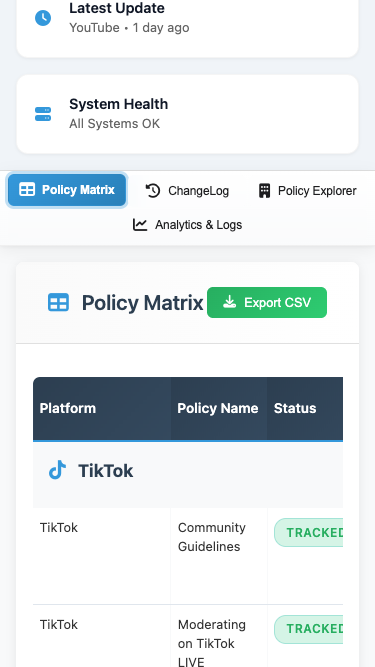 Latest Update
YouTube • 1 day ago
System Health
All Systems OK
Policy Matrix
ChangeLog
Policy Explorer
Analytics & Logs
Policy Matrix
Export CSV
Platform
Policy Name
Status
TikTok
TikTok
Community
Guidelines
TRACKED
TikTok
Moderating
on TikTok
LIVE
TRACKED